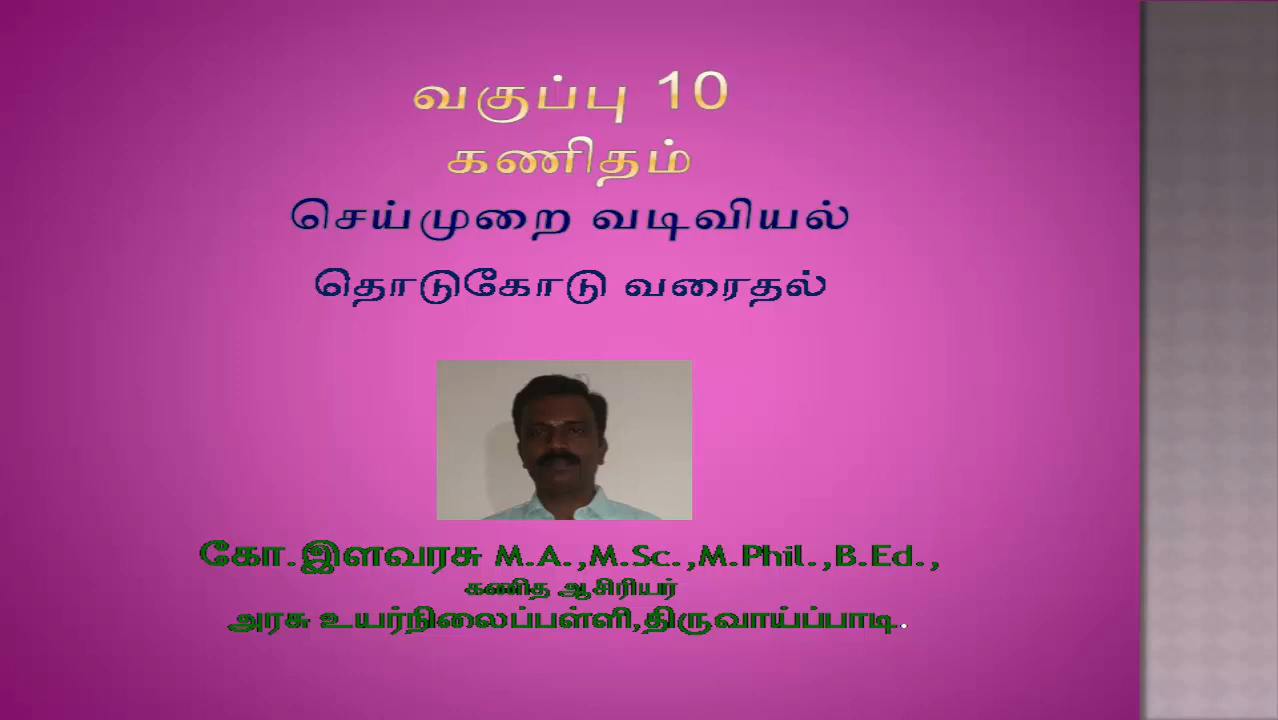 வகுப்பு 10
கணிதம்
செய்முறை வடிவியல்
தொடுகோடு வரைதல்
கோ.இளவரசு M.A.,M.Sc.,M.Phil.,B.Ed.,
கணித ஆசிரியர்
அரசு உயர்நிலைப்பள்ளி,திருவாய்ப்பாடி.